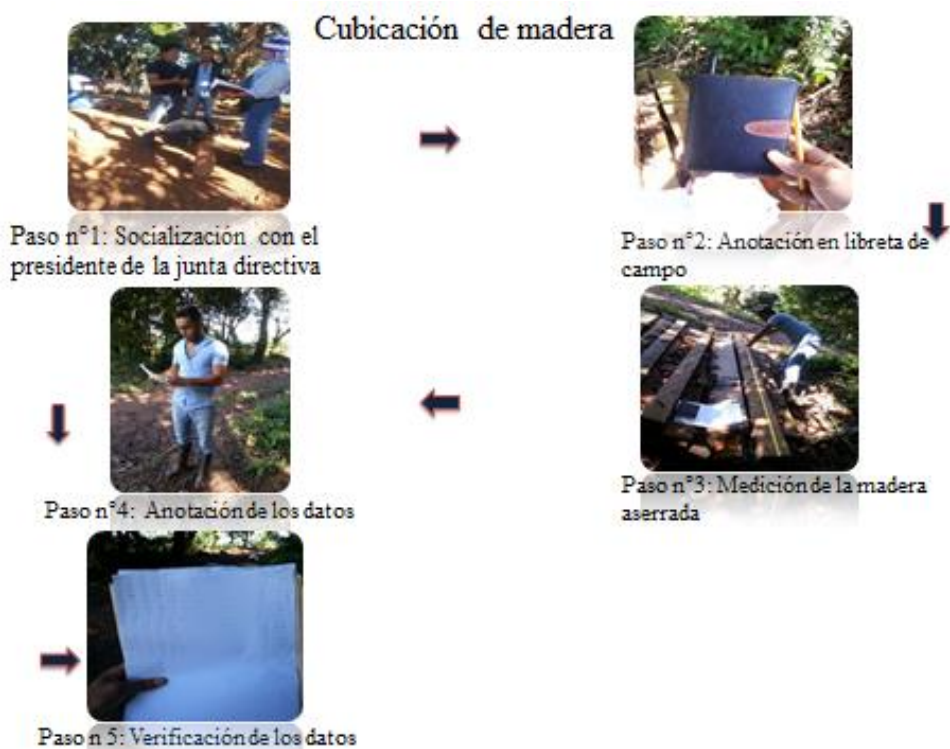 Cubicación de madera
Paso n°1: Socialización con el
presidente de la junta directiva
Paso n°2: Anotación en libreta de
campo
Paso n°3: Medición de la madera
aserrada
Paso n°4: Anotación de los datos
Paso n 5: Verificación de los datos